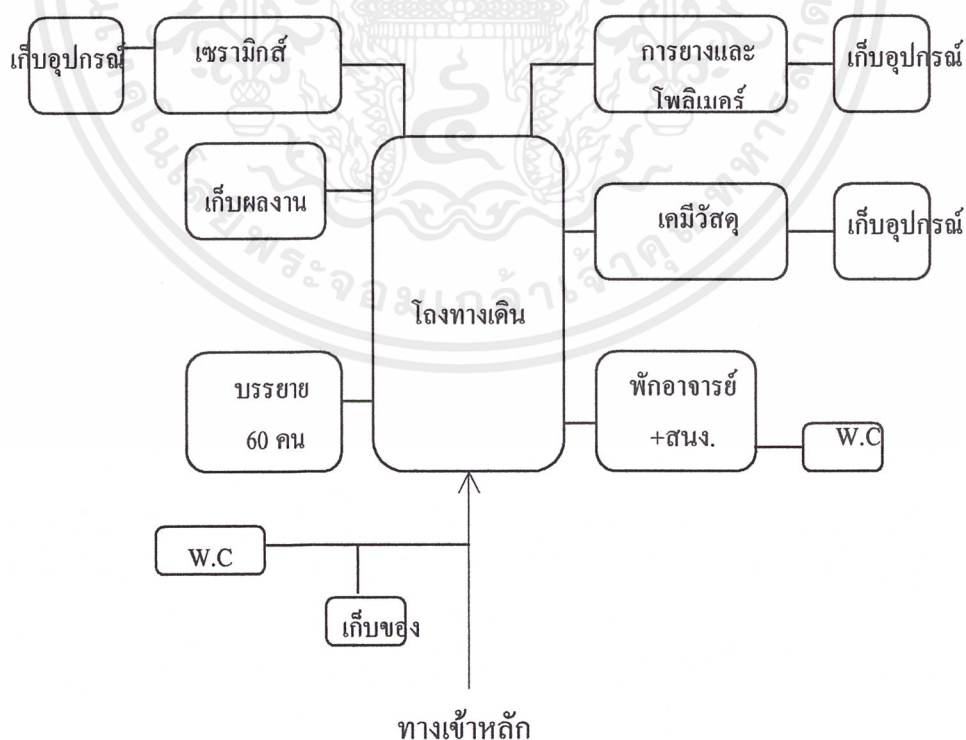 เก็บอุปกรณ์
เซรามิกส์
การยางและ
โพลิเมคร์
เก็บอุปกรณ์
เก็บผลงาน
เคมีวัสดุ
เก็บอุปกรณ์
โถงทางเดิน
บรรยาย
60 คน
พักอาจารย์
+สนง.
W.C
W.C
เก็บของ
ทางเข้าหลัก